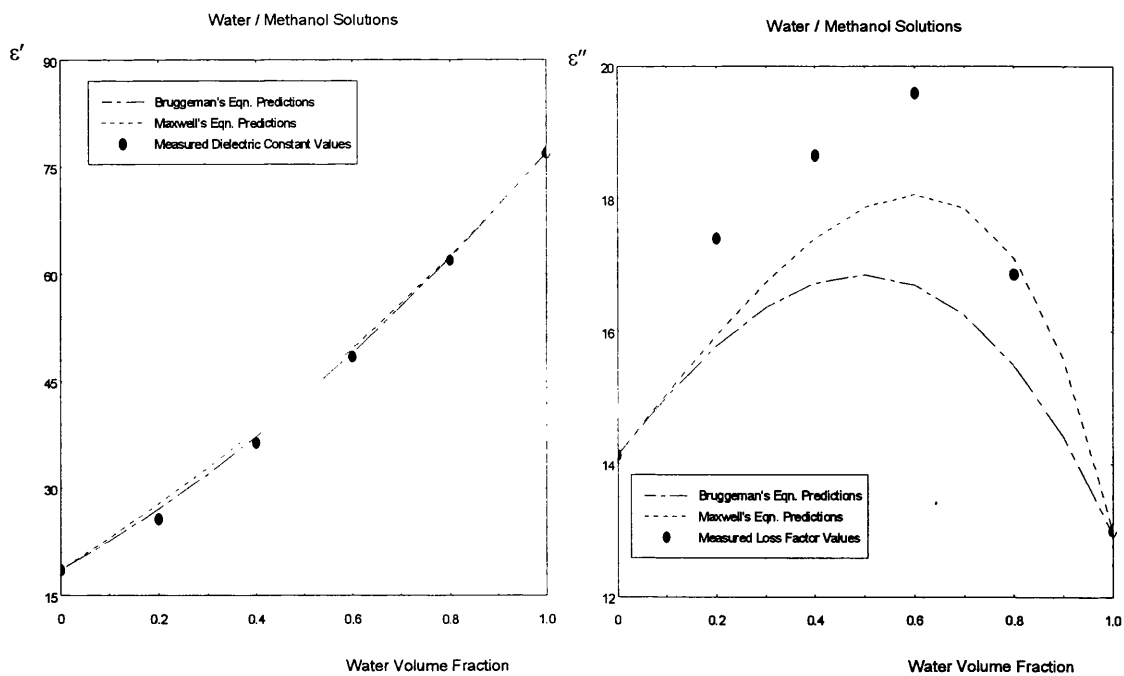 Water / Methanol Solutions
ε′
90
75
60
45
30
15
Bruggeman's Eqn. Predictions
Maxwell's Eqn. Predictions
Measured Dielectric Constant Values
0 0.2 0.4 0.6 0.8 1.0
Water Volume Fraction
Water / Methanol Solutions
ε″
20
18
16
14
12
Bruggeman's Eqn. Predictions
Maxwell's Eqn. Predictions
Measured Loss Factor Values
0 0.2 0.4 0.6 0.8 1.0
Water Volume Fraction